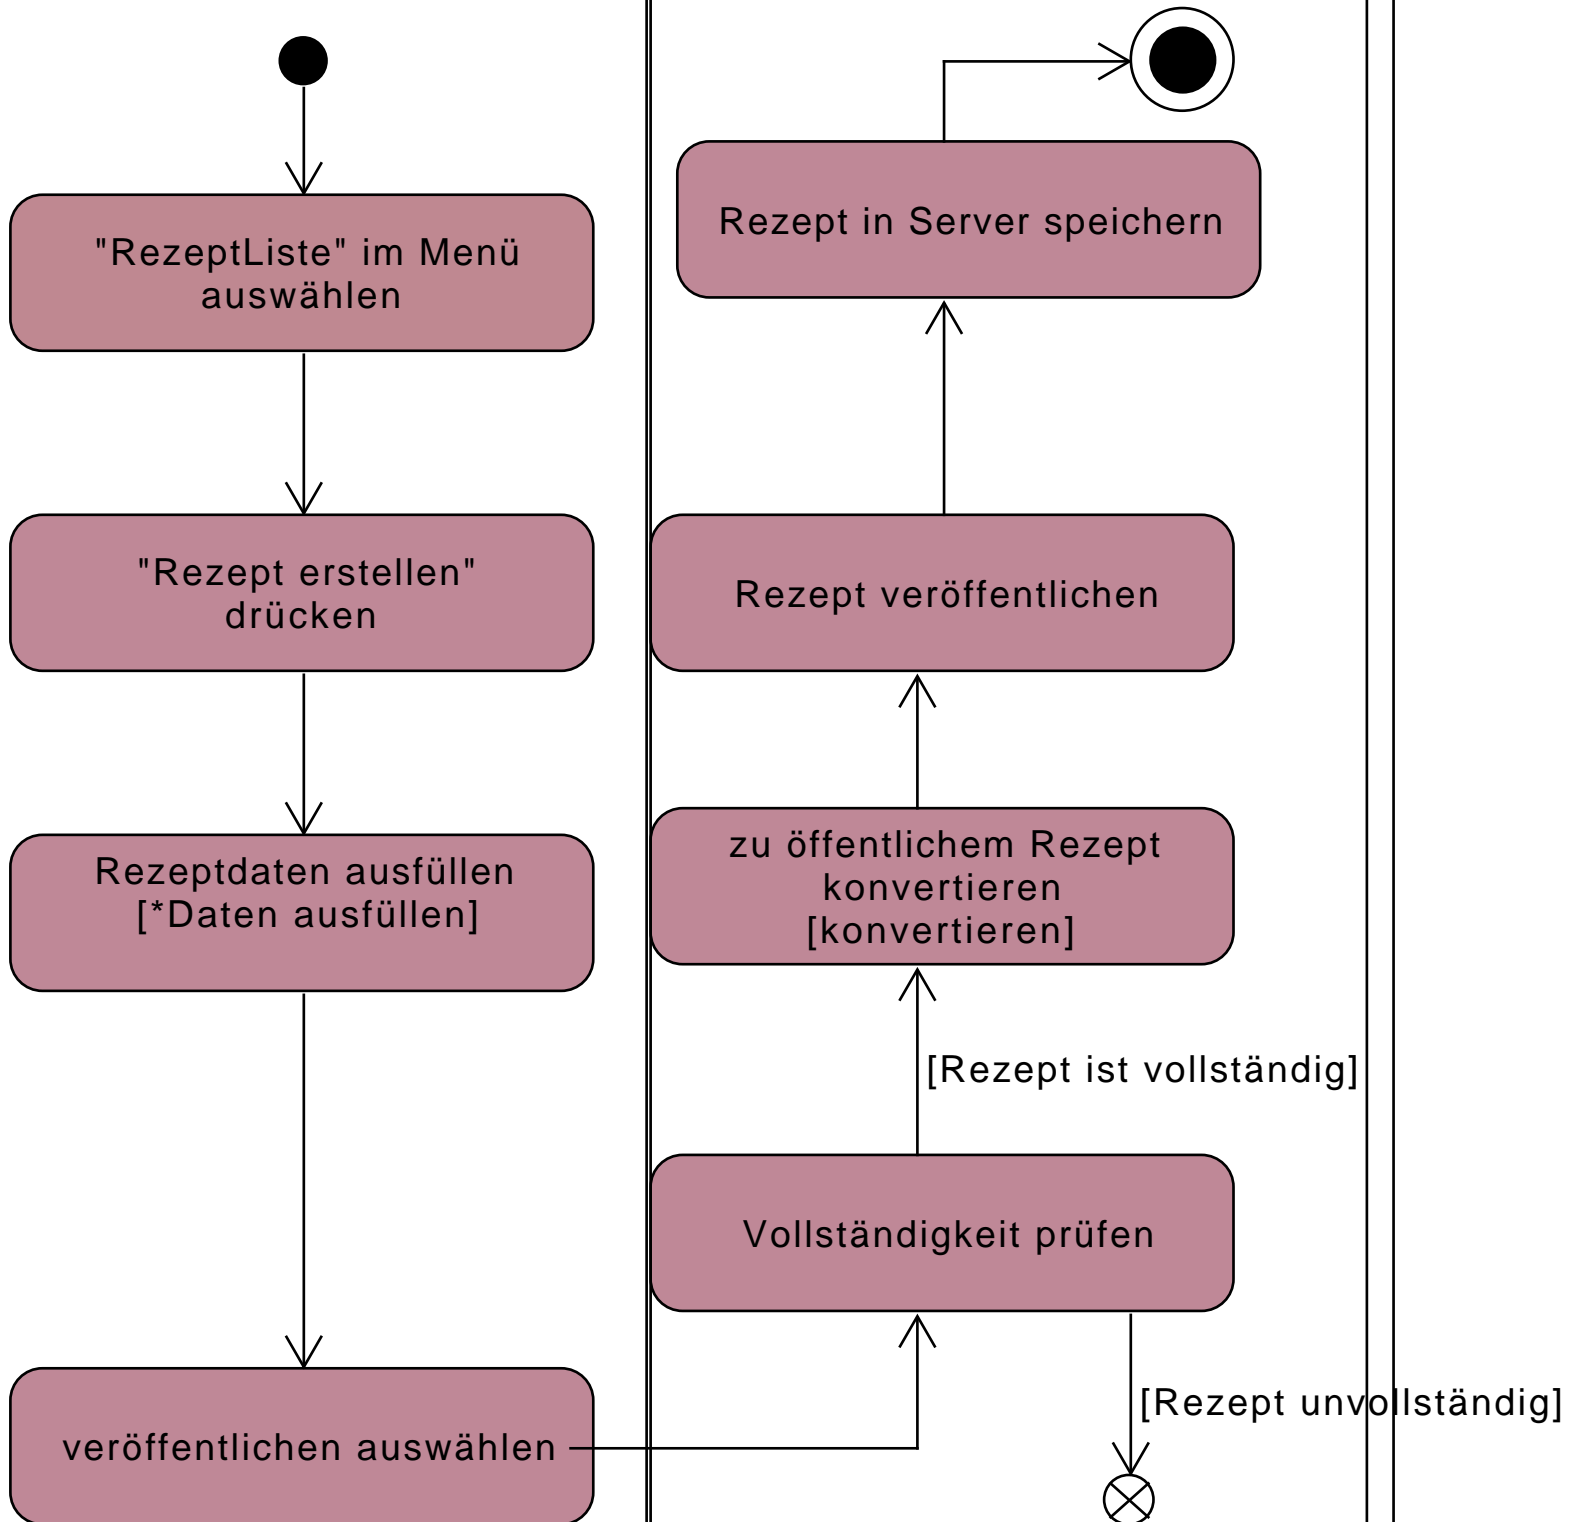 "RezeptListe" im Menü
auswählen
"Rezept erstellen"
drücken
Rezeptdaten ausfüllen
[*Daten ausfüllen]
veröffentlichen auswählen
Rezept in Server speichern
Rezept veröffentlichen
zu öffentlichem Rezept
konvertieren
[konvertieren]
[Rezept ist vollständig]
Vollständigkeit prüfen
[Rezept unvollständig]